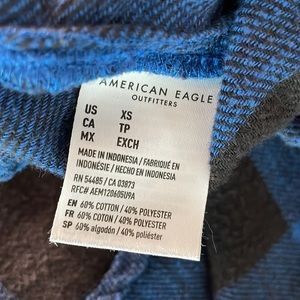 AMERICAN EAGLE
OUTFITTERS
US XS
CA TP
MX EXCH
MADE IN INDONESIA / FABRIQUÉ EN
INDONÉSIE / HECHO EN INDONESIA
RN 54485 / CA 03873
RFC# AEM120605U9A
EN 60% COTTON / 40% POLYESTER
FR 60% COTON / 40% POLYESTER
SP 60% algodón / 40% poliéster